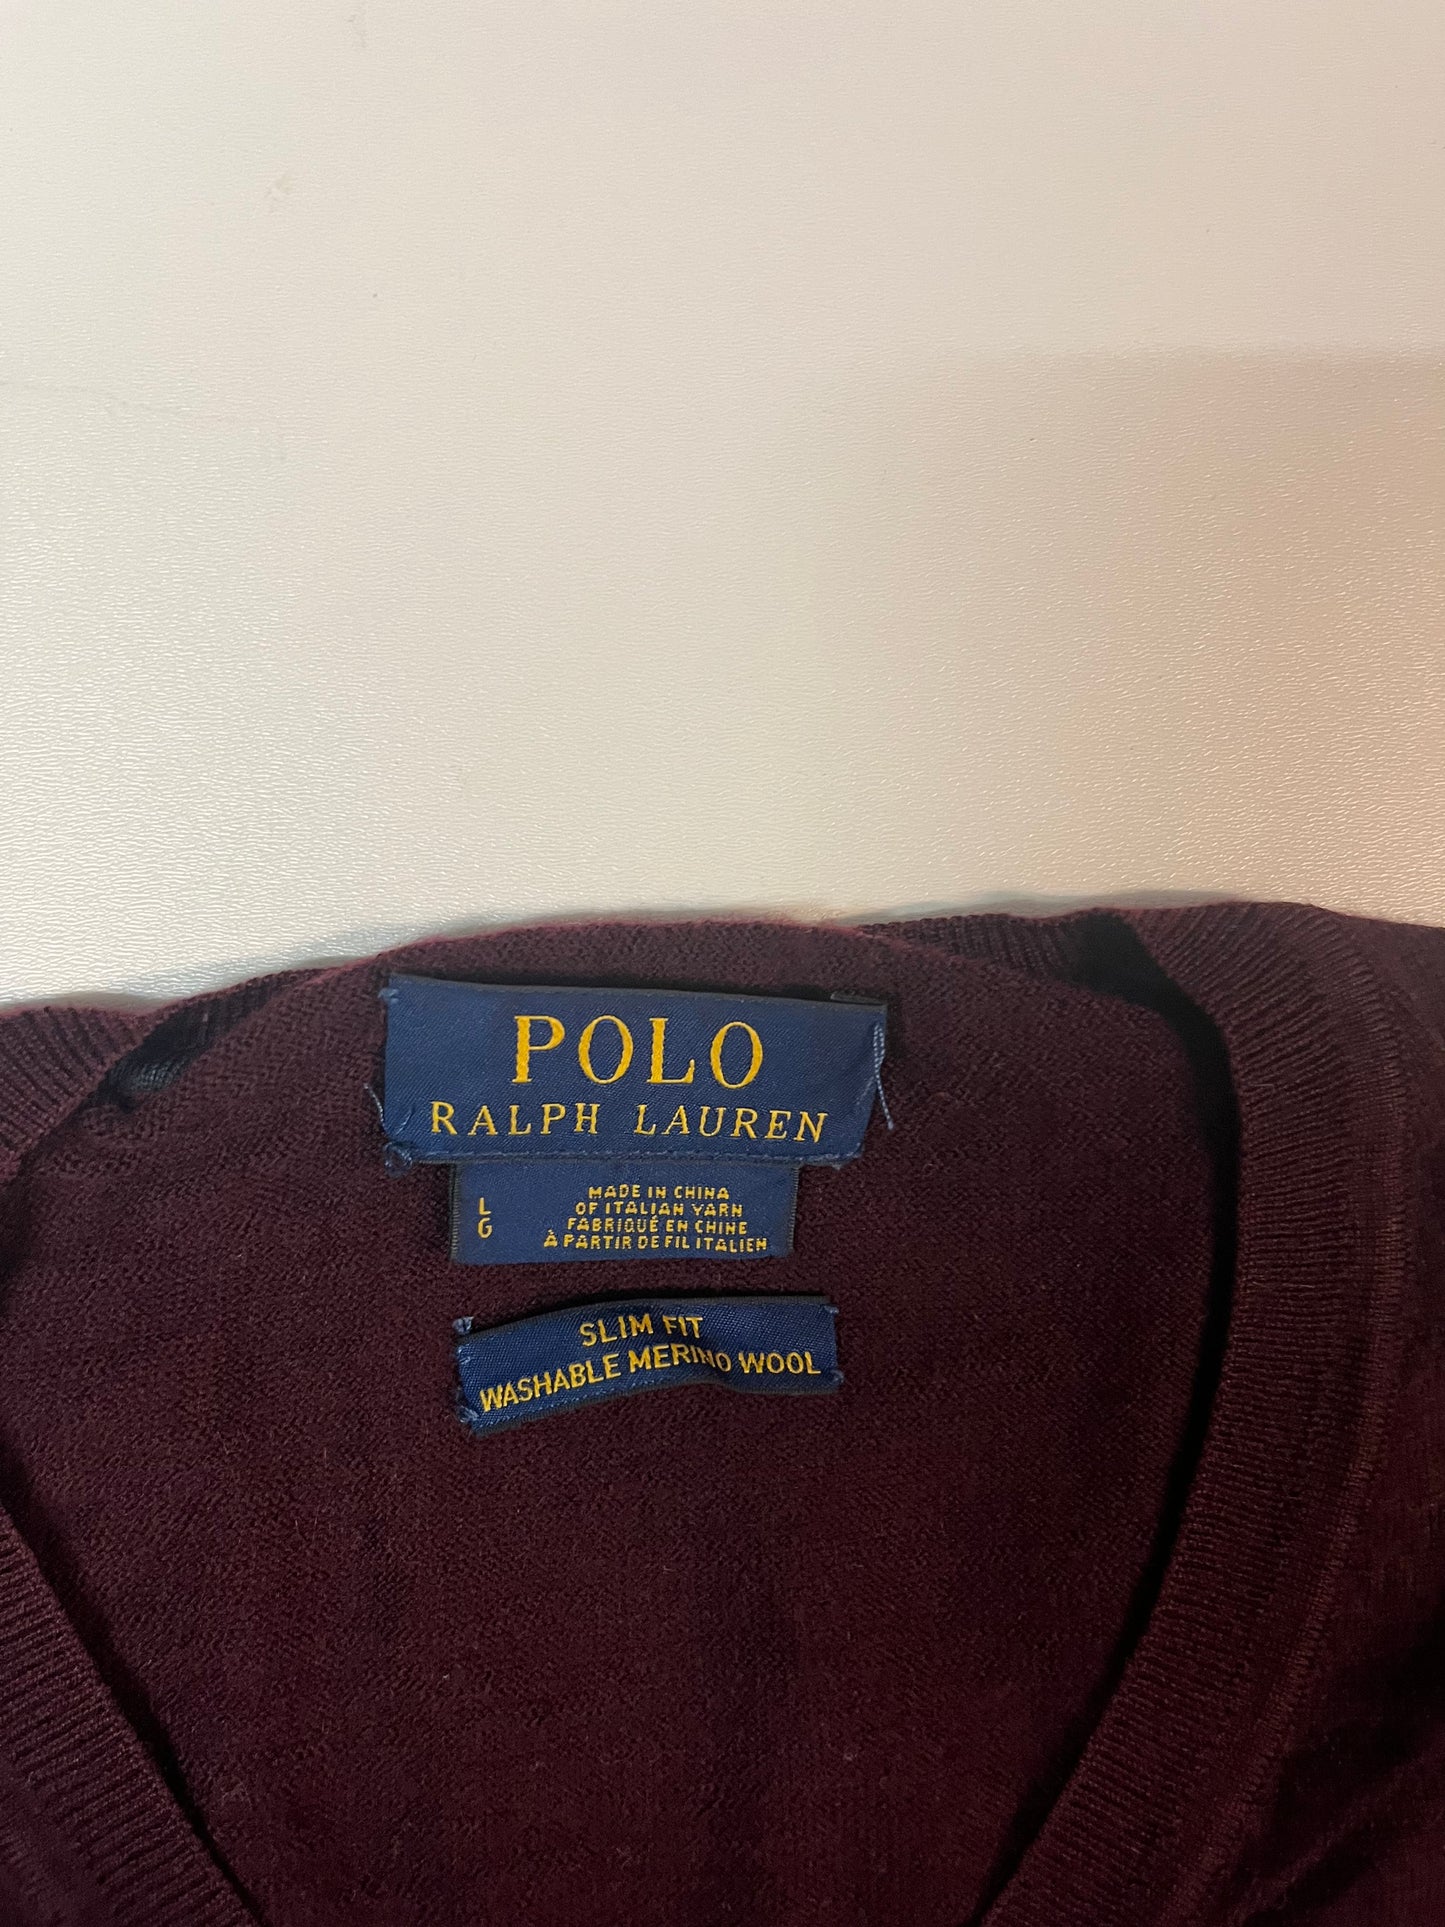 POLO
RALPH LAUREN
L
G
MADE IN CHINA
OF ITALIAN YARN
FABRIQUÉ EN CHINE
À PARTIR DE FIL ITALIEN
SLIM FIT
WASHABLE MERINO WOOL